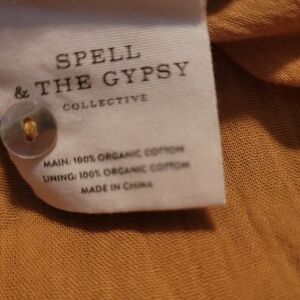 SPELL
& THE GYPSY
COLLECTIVE
MAIN: 100% ORGANIC COTTON
LINING: 100% ORGANIC COTTON
MADE IN CHINA